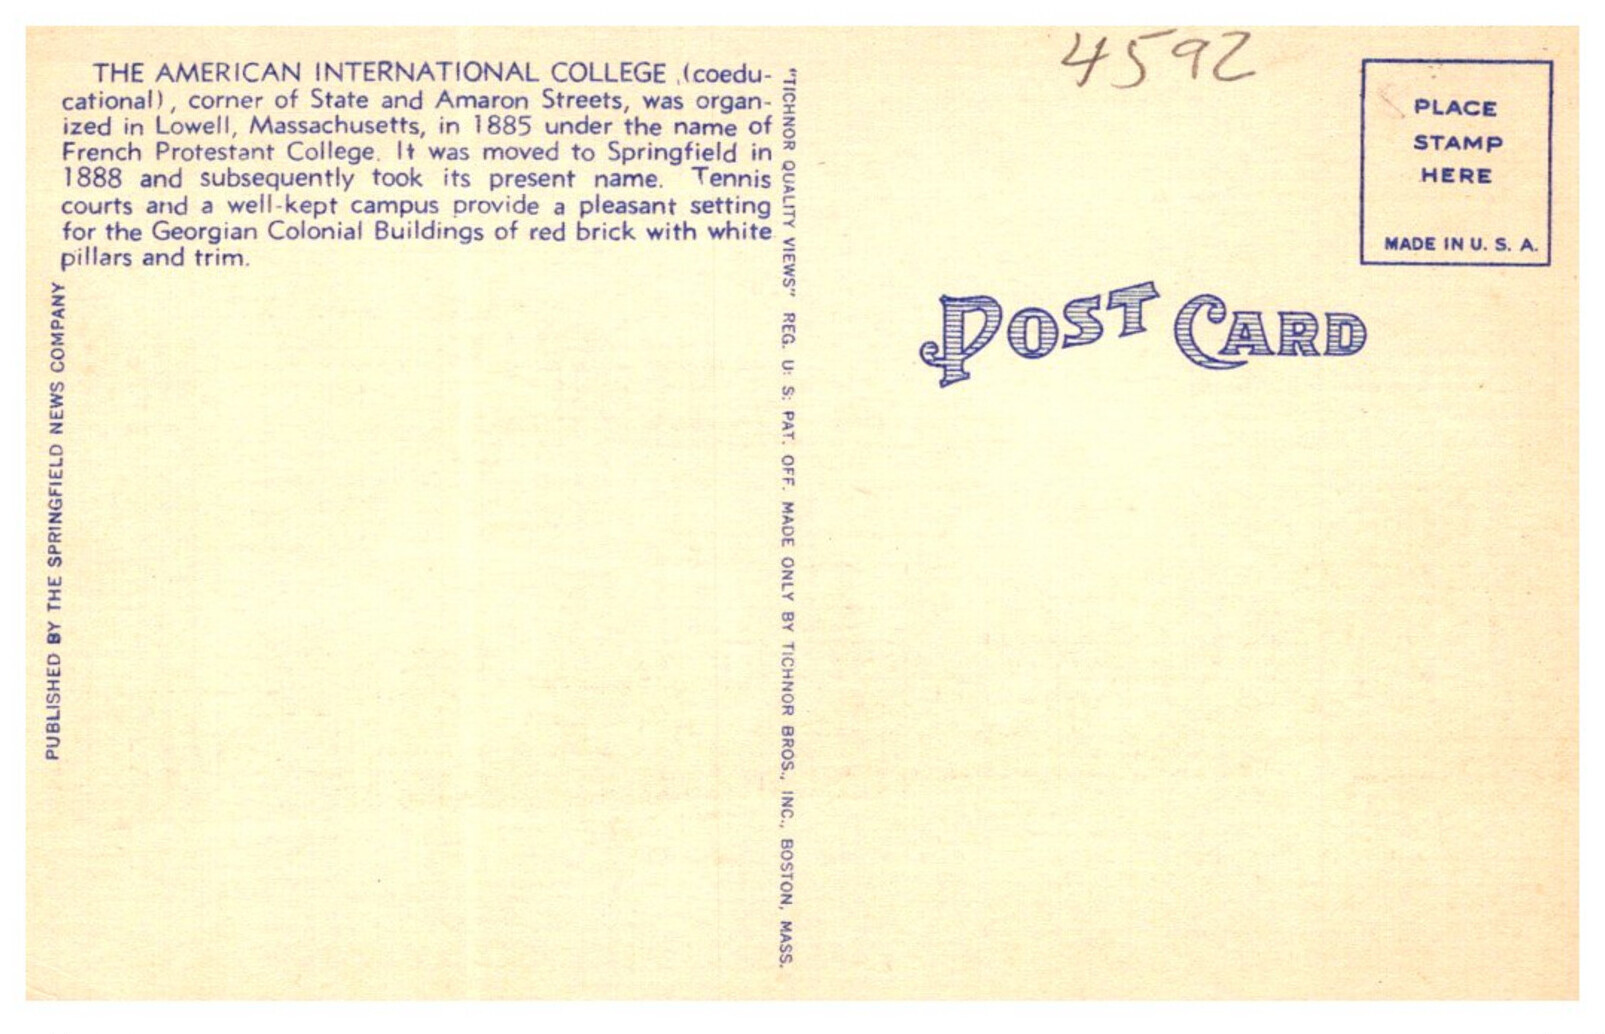 THE AMERICAN INTERNATIONAL COLLEGE (coedu-
cational), corner of State and Amaron Streets, was organ-
ized in Lowell, Massachusetts, in 1885 under the name of
French Protestant College. It was moved to Springfield in
1888 and subsequently took its present name. Tennis
courts and a well-kept campus provide a pleasant setting
for the Georgian Colonial Buildings of red brick with white
pillars and trim.
PUBLISHED BY THE SPRINGFIELD NEWS COMPANY
"TICHNOR QUALITY VIEWS" REG. U. S. PAT. OFF. MADE ONLY BY TICHNOR BROS., INC., BOSTON, MASS.
4592
PLACE
STAMP
HERE
MADE IN U. S. A.
POST CARD